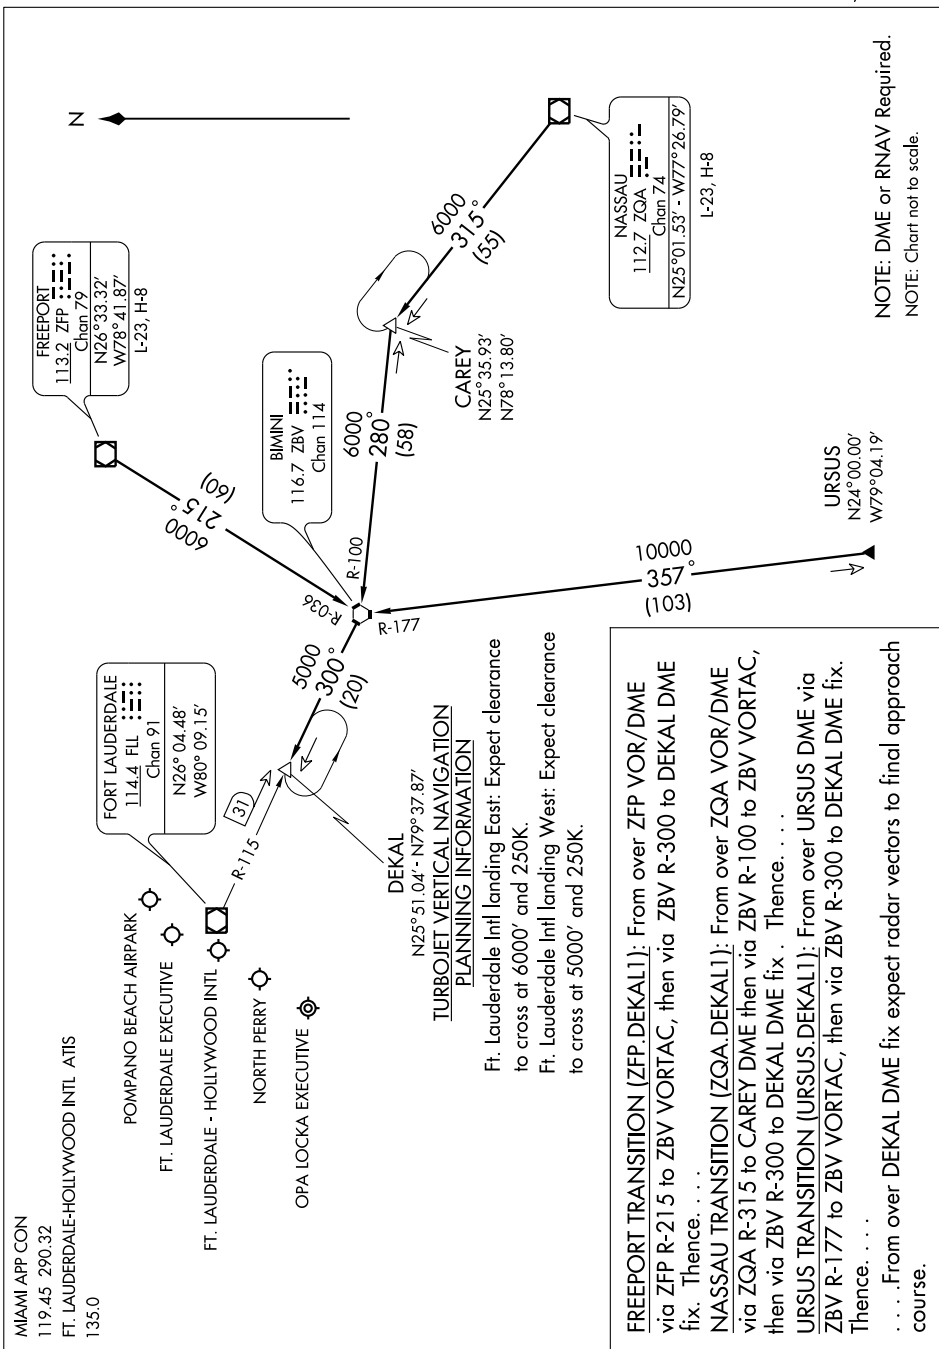 MIAMI APP CON
119.45 290.32
FT. LAUDERDALE-HOLLYWOOD INTL ATIS
135.0
POMPANO BEACH AIRPARK
FT. LAUDERDALE EXECUTIVE
FT. LAUDERDALE - HOLLYWOOD INTL
NORTH PERRY
OPA LOCKA EXECUTIVE
FORT LAUDERDALE
114.4 FLL
Chan 91
N26° 04.48'
W80° 09.15'
R-115
31
DEKAL
N25°51.04'- N79°37.87'
5000
300°
(20)
FREEPORT
113.2 ZFP
Chan 79
N26°33.32'
W78°41.87'
L-23, H-8
6000
215°
(60)
R-036
BIMINI
116.7 ZBV
Chan 114
R-100
R-177
6000
280°
(58)
CAREY
N25°35.93'
N78°13.80'
6000
315°
(55)
NASSAU
112.7 ZQA
Chan 74
N25°01.53' - W77°26.79'
L-23, H-8
N
10000
357°
(103)
URSUS
N24°00.00'
W79°04.19'
TURBOJET VERTICAL NAVIGATION
PLANNING INFORMATION
Ft. Lauderdale Intl landing East: Expect clearance
to cross at 6000' and 250K.
Ft. Lauderdale Intl landing West: Expect clearance
to cross at 5000' and 250K.
NOTE: DME or RNAV Required.
NOTE: Chart not to scale.
FREEPORT TRANSITION (ZFP.DEKAL1): From over ZFP VOR/DME
via ZFP R-215 to ZBV VORTAC, then via ZBV R-300 to DEKAL DME
fix. Thence. . . .
NASSAU TRANSITION (ZQA.DEKAL1): From over ZQA VOR/DME
via ZQA R-315 to CAREY DME then via ZBV R-100 to ZBV VORTAC,
then via ZBV R-300 to DEKAL DME fix . Thence. . . .
URSUS TRANSITION (URSUS.DEKAL1): From over URSUS DME via
ZBV R-177 to ZBV VORTAC, then via ZBV R-300 to DEKAL DME fix.
Thence. . . .
. . . .From over DEKAL DME fix expect radar vectors to final approach
course.